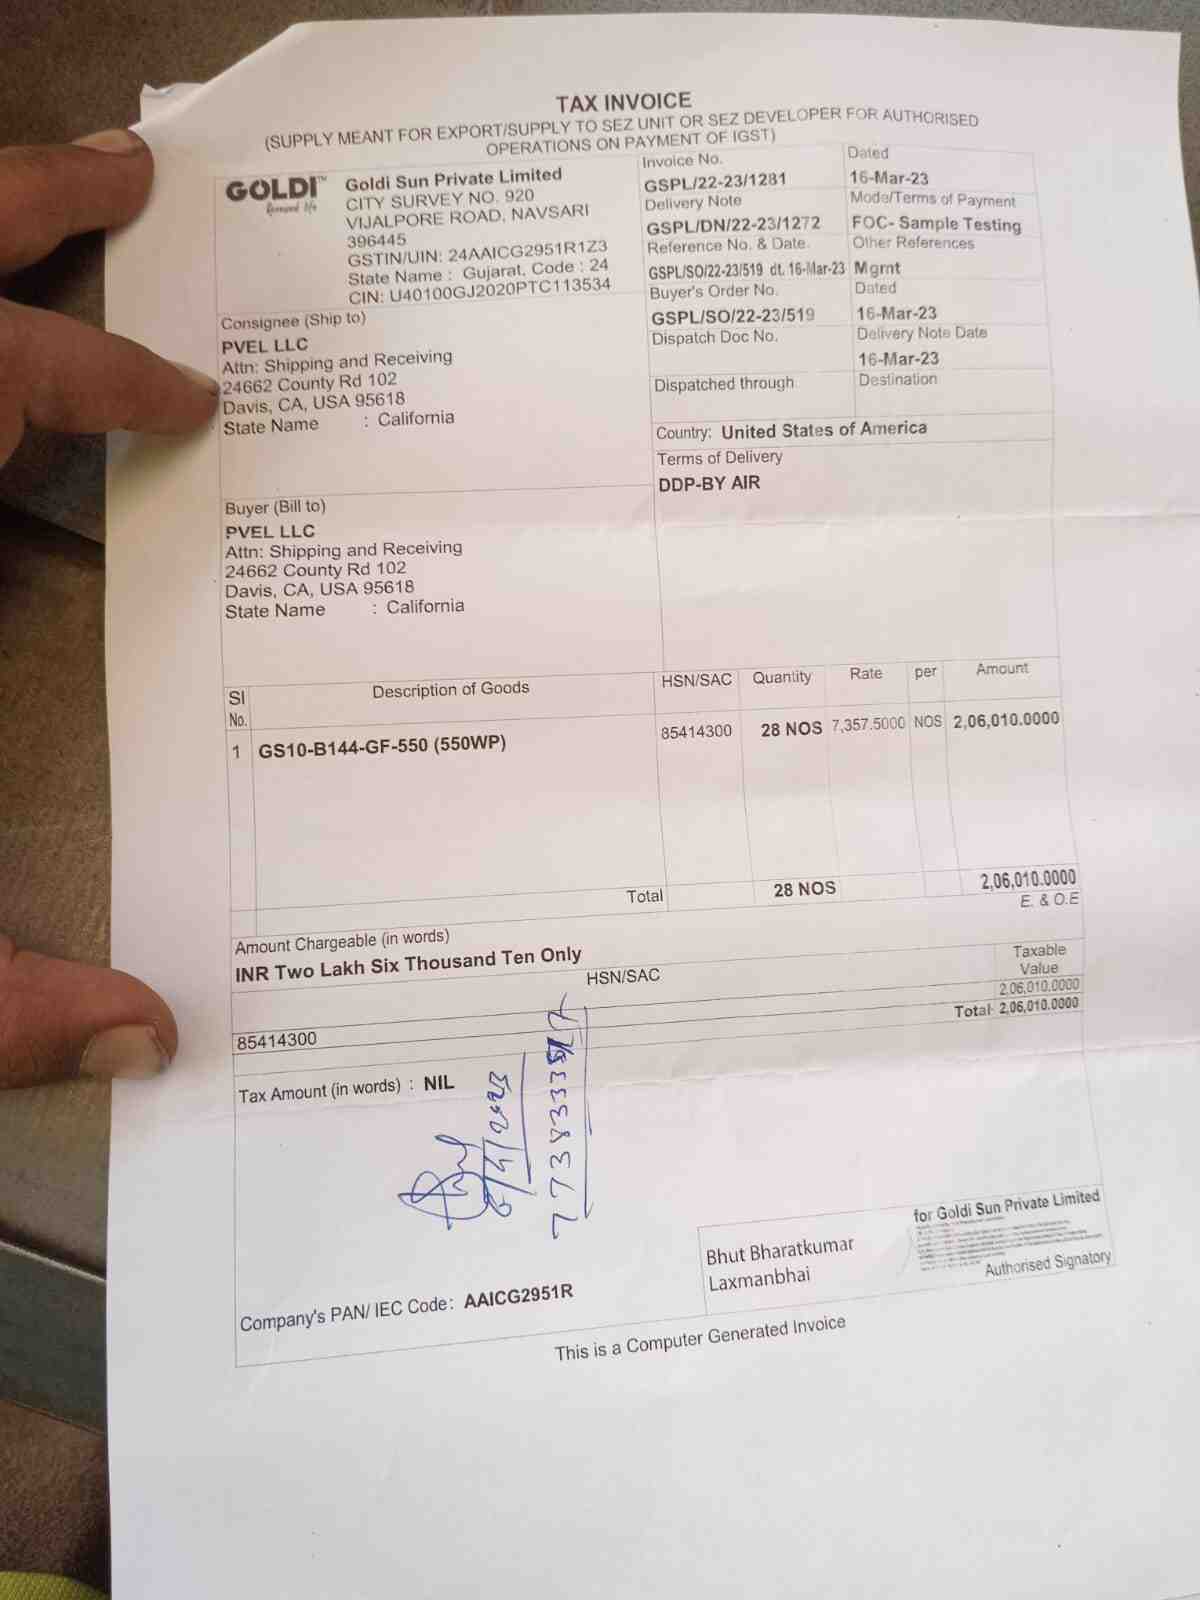 TAX INVOICE
(SUPPLY MEANT FOR EXPORT/SUPPLY TO SEZ UNIT OR SEZ DEVELOPER FOR AUTHORISED
OPERATIONS ON PAYMENT OF IGST)
GOLDI™
Goldi Sun Private Limited
CITY SURVEY NO. 920
VIJALPORE ROAD, NAVSARI
396445
GSTIN/UIN: 24AAICG2951R1Z3
State Name : Gujarat, Code : 24
CIN: U40100GJ2020PTC113534
Invoice No.
GSPL/22-23/1281
Dated
16-Mar-23
Delivery Note
GSPL/DN/22-23/1272
Mode/Terms of Payment
FOC- Sample Testing
Reference No. & Date.
GSPL/SO/22-23/519 dt. 16-Mar-23
Other References
Mgmt
Buyer's Order No.
GSPL/SO/22-23/519
Dated
16-Mar-23
Dispatch Doc No.
Delivery Note Date
16-Mar-23
Dispatched through
Destination
Country: United States of America
Terms of Delivery
DDP-BY AIR
Consignee (Ship to)
PVEL LLC
Attn: Shipping and Receiving
24662 County Rd 102
Davis, CA, USA 95618
State Name : California
Buyer (Bill to)
PVEL LLC
Attn: Shipping and Receiving
24662 County Rd 102
Davis, CA, USA 95618
State Name : California
Sl No. Description of Goods HSN/SAC Quantity Rate per Amount
1 GS10-B144-GF-550 (550WP) 85414300 28 NOS 7,357.5000 NOS 2,06,010.0000
Total 28 NOS 2,06,010.0000
E. & O.E
Amount Chargeable (in words)
INR Two Lakh Six Thousand Ten Only
HSN/SAC Taxable Value
85414300 2,06,010.0000
Total 2,06,010.0000
Tax Amount (in words) : NIL
Company's PAN/ IEC Code: AAICG2951R
for Goldi Sun Private Limited
Bhut Bharatkumar
Laxmanbhai
Authorised Signatory
This is a Computer Generated Invoice